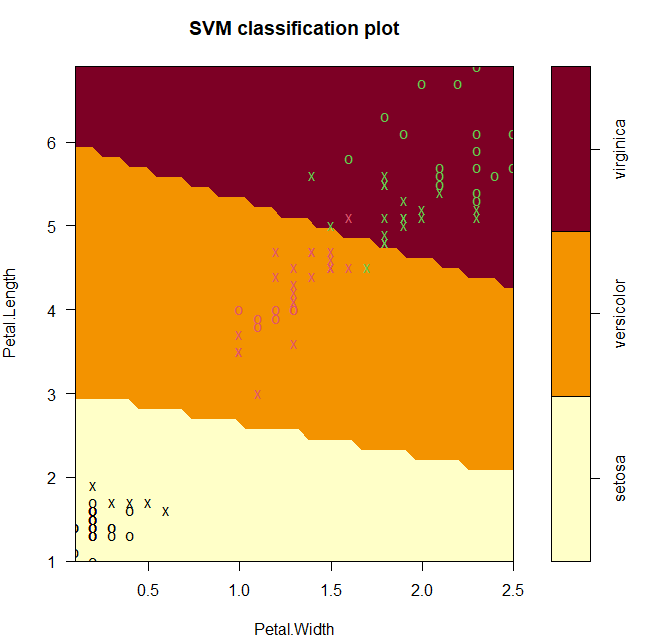 SVM classification plot
Petal.Length
6
5
4
3
2
1
0.5 1.0 1.5 2.0 2.5
Petal.Width
virginica
versicolor
setosa